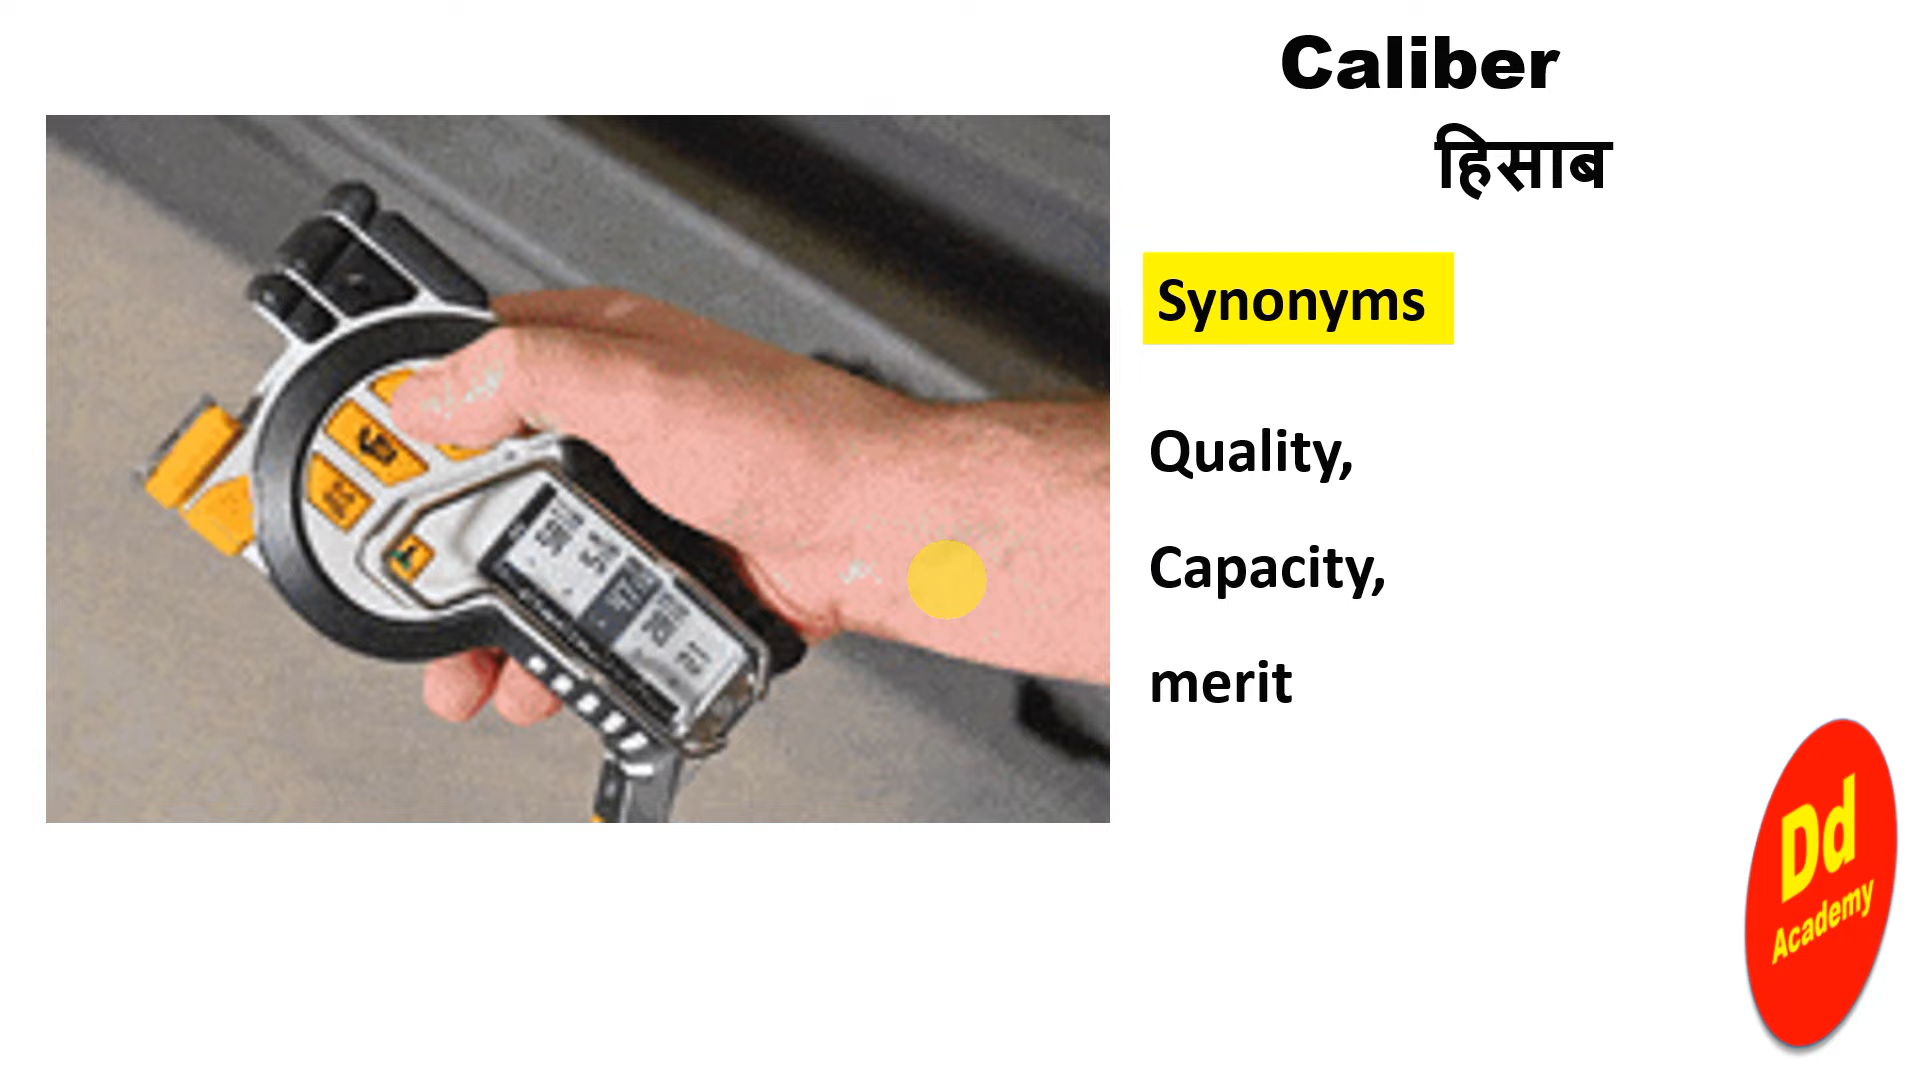 Caliber
हिसाब
Synonyms
Quality,
Capacity,
merit
Dd
Academy